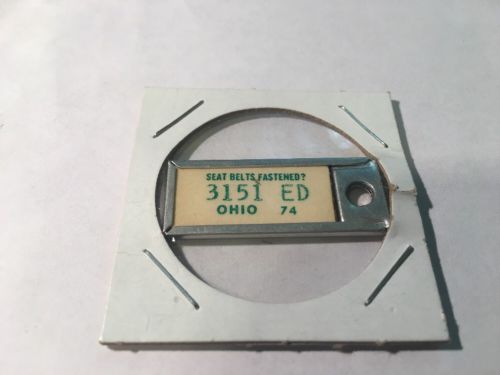 SEAT BELTS FASTENED?
3151 ED
OHIO 74